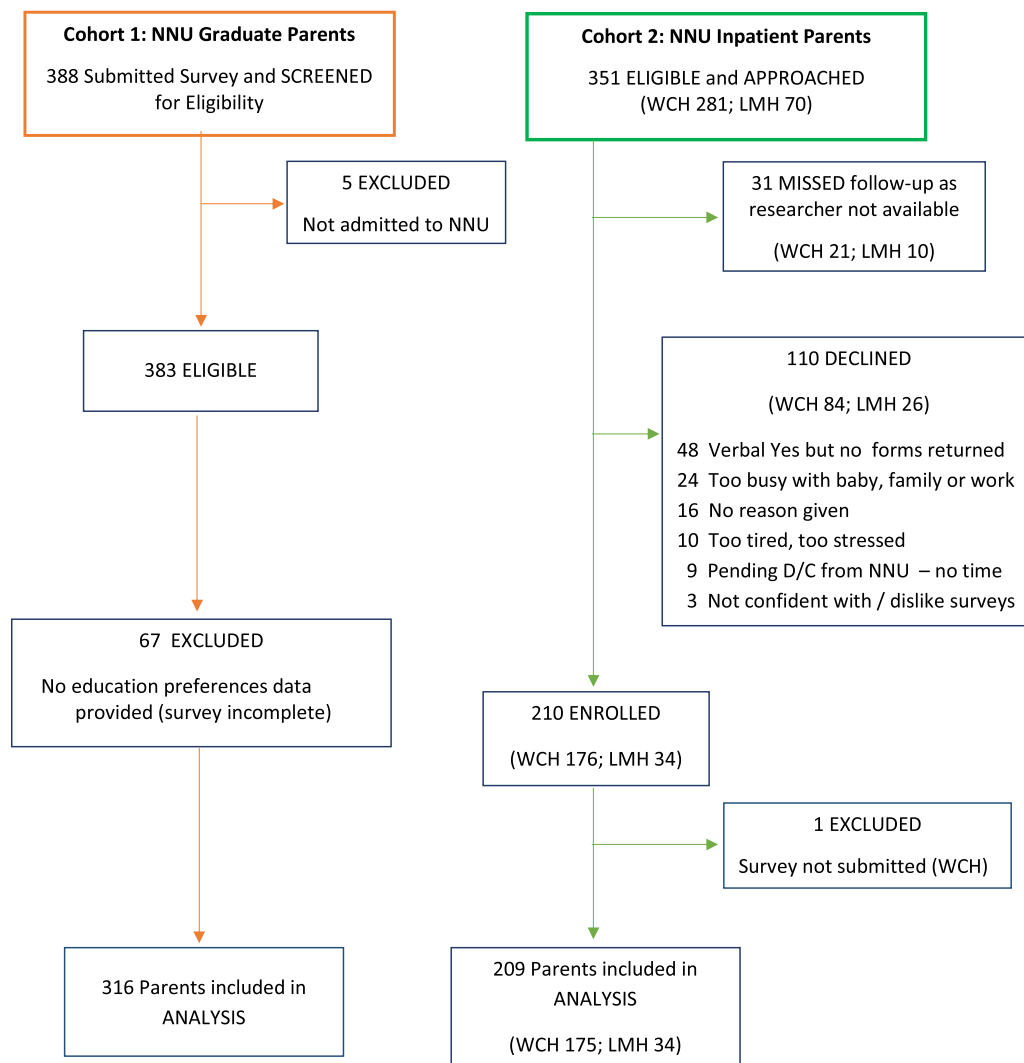 Cohort 1: NNU Graduate Parents
388 Submitted Survey and SCREENED
for Eligibility
5 EXCLUDED
Not admitted to NNU
383 ELIGIBLE
67 EXCLUDED
No education preferences data
provided (survey incomplete)
316 Parents included in
ANALYSIS
Cohort 2: NNU Inpatient Parents
351 ELIGIBLE and APPROACHED
(WCH 281; LMH 70)
31 MISSED follow-up as
researcher not available
(WCH 21; LMH 10)
110 DECLINED
(WCH 84; LMH 26)
48 Verbal Yes but no forms returned
24 Too busy with baby, family or work
16 No reason given
10 Too tired, too stressed
9 Pending D/C from NNU – no time
3 Not confident with / dislike surveys
210 ENROLLED
(WCH 176; LMH 34)
1 EXCLUDED
Survey not submitted (WCH)
209 Parents included in
ANALYSIS
(WCH 175; LMH 34)